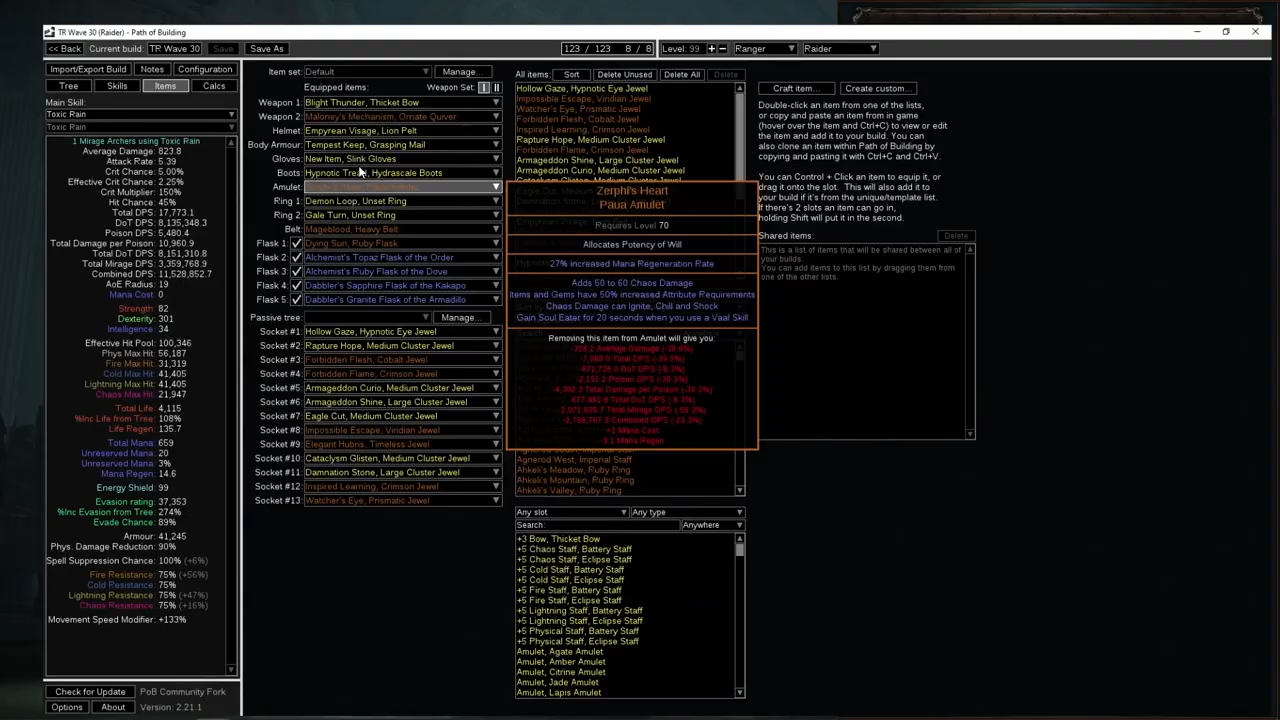 TR Wave 30 (Raider) - Path of Building
<< Back
Current build:
TR Wave 30
Save
Save As
123 / 123 8 / 8
Level: 99
+
Ranger
Raider
Import/Export Build
Notes
Configuration
Tree
Skills
Items
Calcs
Main Skill:
Toxic Rain
Toxic Rain
1 Mirage Archers using Toxic Rain
Average Damage: 823.8
Attack Rate: 5.39
Crit Chance: 5.00%
Effective Crit Chance: 2.25%
Crit Multiplier: 150%
Hit Chance: 45%
Total DPS: 17,773.1
DoT DPS: 8,135,348.3
Poison DPS: 5,480.4
Total Damage per Poison: 10,960.9
Total DoT DPS: 8,151,310.8
Total Mirage DPS: 3,359,768.9
Combined DPS: 11,528,852.7
AoE Radius: 19
Mana Cost: 0
Strength: 82
Dexterity: 301
Intelligence: 34
Effective Hit Pool: 100,346
Phys Max Hit: 56,187
Fire Max Hit: 31,319
Cold Max Hit: 41,405
Lightning Max Hit: 41,405
Chaos Max Hit: 21,947
Total Life: 4,115
%Inc Life from Tree: 108%
Life Regen: 135.7
Total Mana: 659
Unreserved Mana: 20
Unreserved Mana: 3%
Mana Regen: 14.6
Energy Shield: 99
Evasion rating: 37,353
%Inc Evasion from Tree: 274%
Evade Chance: 89%
Armour: 41,245
Phys. Damage Reduction: 90%
Spell Suppression Chance: 100% (+6%)
Fire Resistance: 75% (+56%)
Cold Resistance: 75%
Lightning Resistance: 75% (+47%)
Chaos Resistance: 75% (+16%)
Movement Speed Modifier: +133%
Check for Update
PoB Community Fork
Options
About
Version: 2.21.1
Item set:
Default
Manage...
Equipped items:
Weapon Set:
I
II
Weapon 1: Blight Thunder, Thicket Bow
Weapon 2: Maloney's Mechanism, Ornate Quiver
Helmet: Empyrean Visage, Lion Pelt
Body Armour: Tempest Keep, Grasping Mail
Gloves: New Item, Slink Gloves
Boots: Hypnotic Tread, Hydrascale Boots
Amulet:
Ring 1: Demon Loop, Unset Ring
Ring 2: Gale Turn, Unset Ring
Belt: Mageblood, Heavy Belt
Flask 1: Dying Sun, Ruby Flask
Flask 2: Alchemist's Topaz Flask of the Order
Flask 3: Alchemist's Ruby Flask of the Dove
Flask 4: Dabbler's Sapphire Flask of the Kakapo
Flask 5: Dabbler's Granite Flask of the Armadillo
Passive tree:
Manage...
Socket #1: Hollow Gaze, Hypnotic Eye Jewel
Socket #2: Rapture Hope, Medium Cluster Jewel
Socket #3: Forbidden Flesh, Cobalt Jewel
Socket #4: Forbidden Flame, Crimson Jewel
Socket #5: Armageddon Curio, Medium Cluster Jewel
Socket #6: Armageddon Shine, Large Cluster Jewel
Socket #7: Eagle Cut, Medium Cluster Jewel
Socket #8: Impossible Escape, Viridian Jewel
Socket #9: Elegant Hubris, Timeless Jewel
Socket #10: Cataclysm Glisten, Medium Cluster Jewel
Socket #11: Damnation Stone, Large Cluster Jewel
Socket #12: Inspired Learning, Crimson Jewel
Socket #13: Watcher's Eye, Prismatic Jewel
All items:
Sort
Delete Unused
Delete All
Delete
Hollow Gaze, Hypnotic Eye Jewel
Impossible Escape, Viridian Jewel
Watcher's Eye, Prismatic Jewel
Forbidden Flesh, Cobalt Jewel
Inspired Learning, Crimson Jewel
Rapture Hope, Medium Cluster Jewel
Forbidden Flame, Crimson Jewel
Armageddon Shine, Large Cluster Jewel
Armageddon Curio, Medium Cluster Jewel
Zerphi's Heart
Paua Amulet
Requires Level 70
Allocates Potency of Will
27% increased Mana Regeneration Rate
Adds 50 to 60 Chaos Damage
Items and Gems have 50% increased Attribute Requirements
Chaos Damage can Ignite, Chill and Shock
Gain Soul Eater for 20 seconds when you use a Vaal Skill
Removing this item from Amulet will give you:
+1 Mana Cost
-3.1 Mana Regen
Agnerod West, Imperial Staff
Ahkeli's Meadow, Ruby Ring
Ahkeli's Mountain, Ruby Ring
Ahkeli's Valley, Ruby Ring
Any slot
Any type
Search:
Anywhere
+3 Bow, Thicket Bow
+5 Chaos Staff, Battery Staff
+5 Chaos Staff, Eclipse Staff
+5 Cold Staff, Battery Staff
+5 Cold Staff, Eclipse Staff
+5 Fire Staff, Battery Staff
+5 Fire Staff, Eclipse Staff
+5 Lightning Staff, Battery Staff
+5 Lightning Staff, Eclipse Staff
+5 Physical Staff, Battery Staff
+5 Physical Staff, Eclipse Staff
Amulet, Agate Amulet
Amulet, Amber Amulet
Amulet, Citrine Amulet
Amulet, Jade Amulet
Amulet, Lapis Amulet
Craft item...
Create custom...
Double-click an item from one of the lists,
or copy and paste an item from in game
(hover over the item and Ctrl+C) to view or edit
the item and add it to your build. You can
also clone an item within Path of Building by
copying and pasting it with Ctrl+C and Ctrl+V.
You can Control + Click an item to equip it, or
drag it onto the slot. This will also add it to
your build if it's from the unique/template list.
If there's 2 slots an item can go in,
holding Shift will put it in the second.
Shared items:
Delete
This is a list of items that will be shared between all of
your builds.
You can add items to this list by dragging them from
one of the other lists.